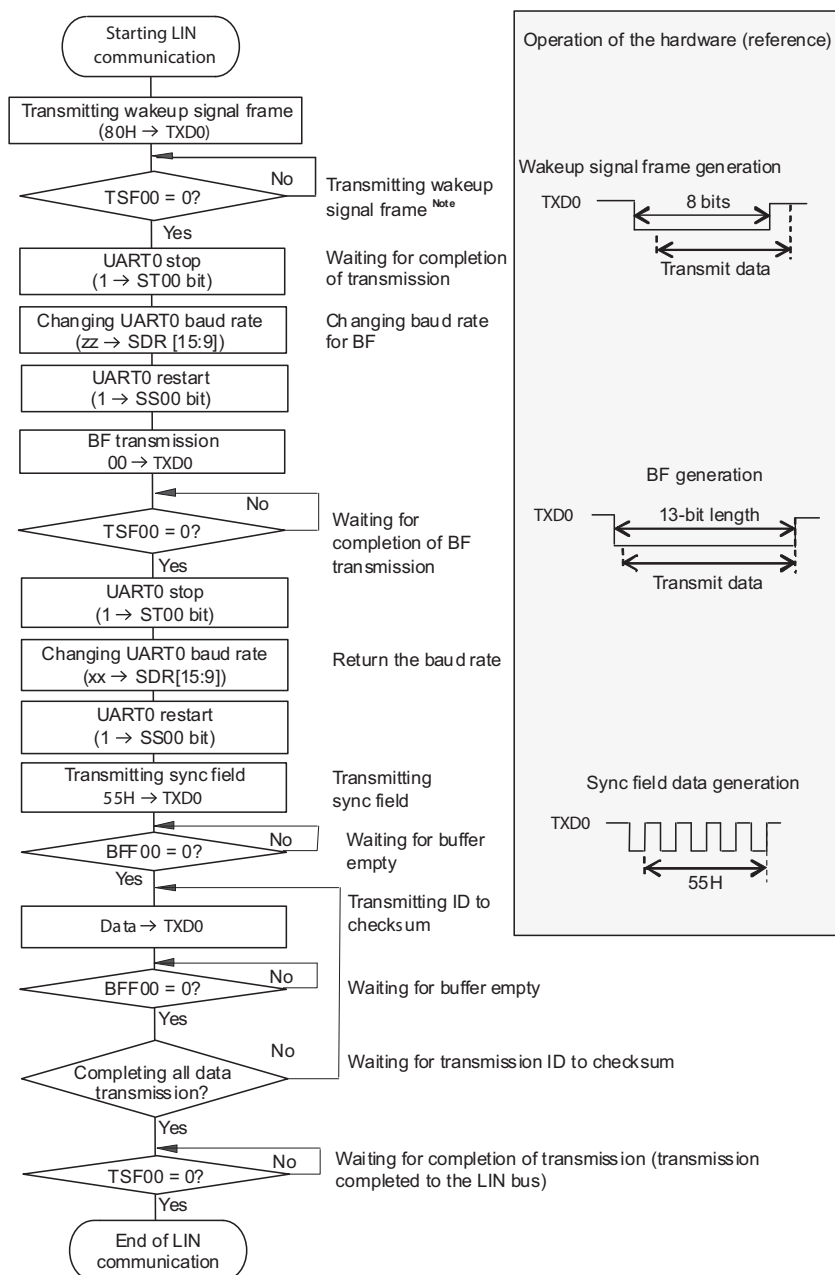 Starting LIN
communication
Transmitting wakeup signal frame
(80H → TXD0)
TSF00 = 0?
No
Yes
Transmitting wakeup
signal frame Note
UART0 stop
(1 → ST00 bit)
Waiting for completion
of transmission
Changing UART0 baud rate
(zz → SDR [15:9])
Changing baud rate
for BF
UART0 restart
(1 → SS00 bit)
BF transmission
00 → TXD0
TSF00 = 0?
No
Yes
Waiting for
completion of BF
transmission
UART0 stop
(1 → ST00 bit)
Changing UART0 baud rate
(xx → SDR[15:9])
Return the baud rate
UART0 restart
(1 → SS00 bit)
Transmitting sync field
55H → TXD0
Transmitting
sync field
BFF00 = 0?
No
Yes
Waiting for buffer
empty
Data → TXD0
Transmitting ID to
checksum
BFF00 = 0?
No
Yes
Waiting for buffer empty
Completing all data
transmission?
No
Yes
Waiting for transmission ID to checksum
TSF00 = 0?
No
Yes
Waiting for completion of transmission (transmission
completed to the LIN bus)
End of LIN
communication
Operation of the hardware (reference)
Wakeup signal frame generation
TXD0
8 bits
Transmit data
BF generation
TXD0
13-bit length
Transmit data
Sync field data generation
TXD0
55H